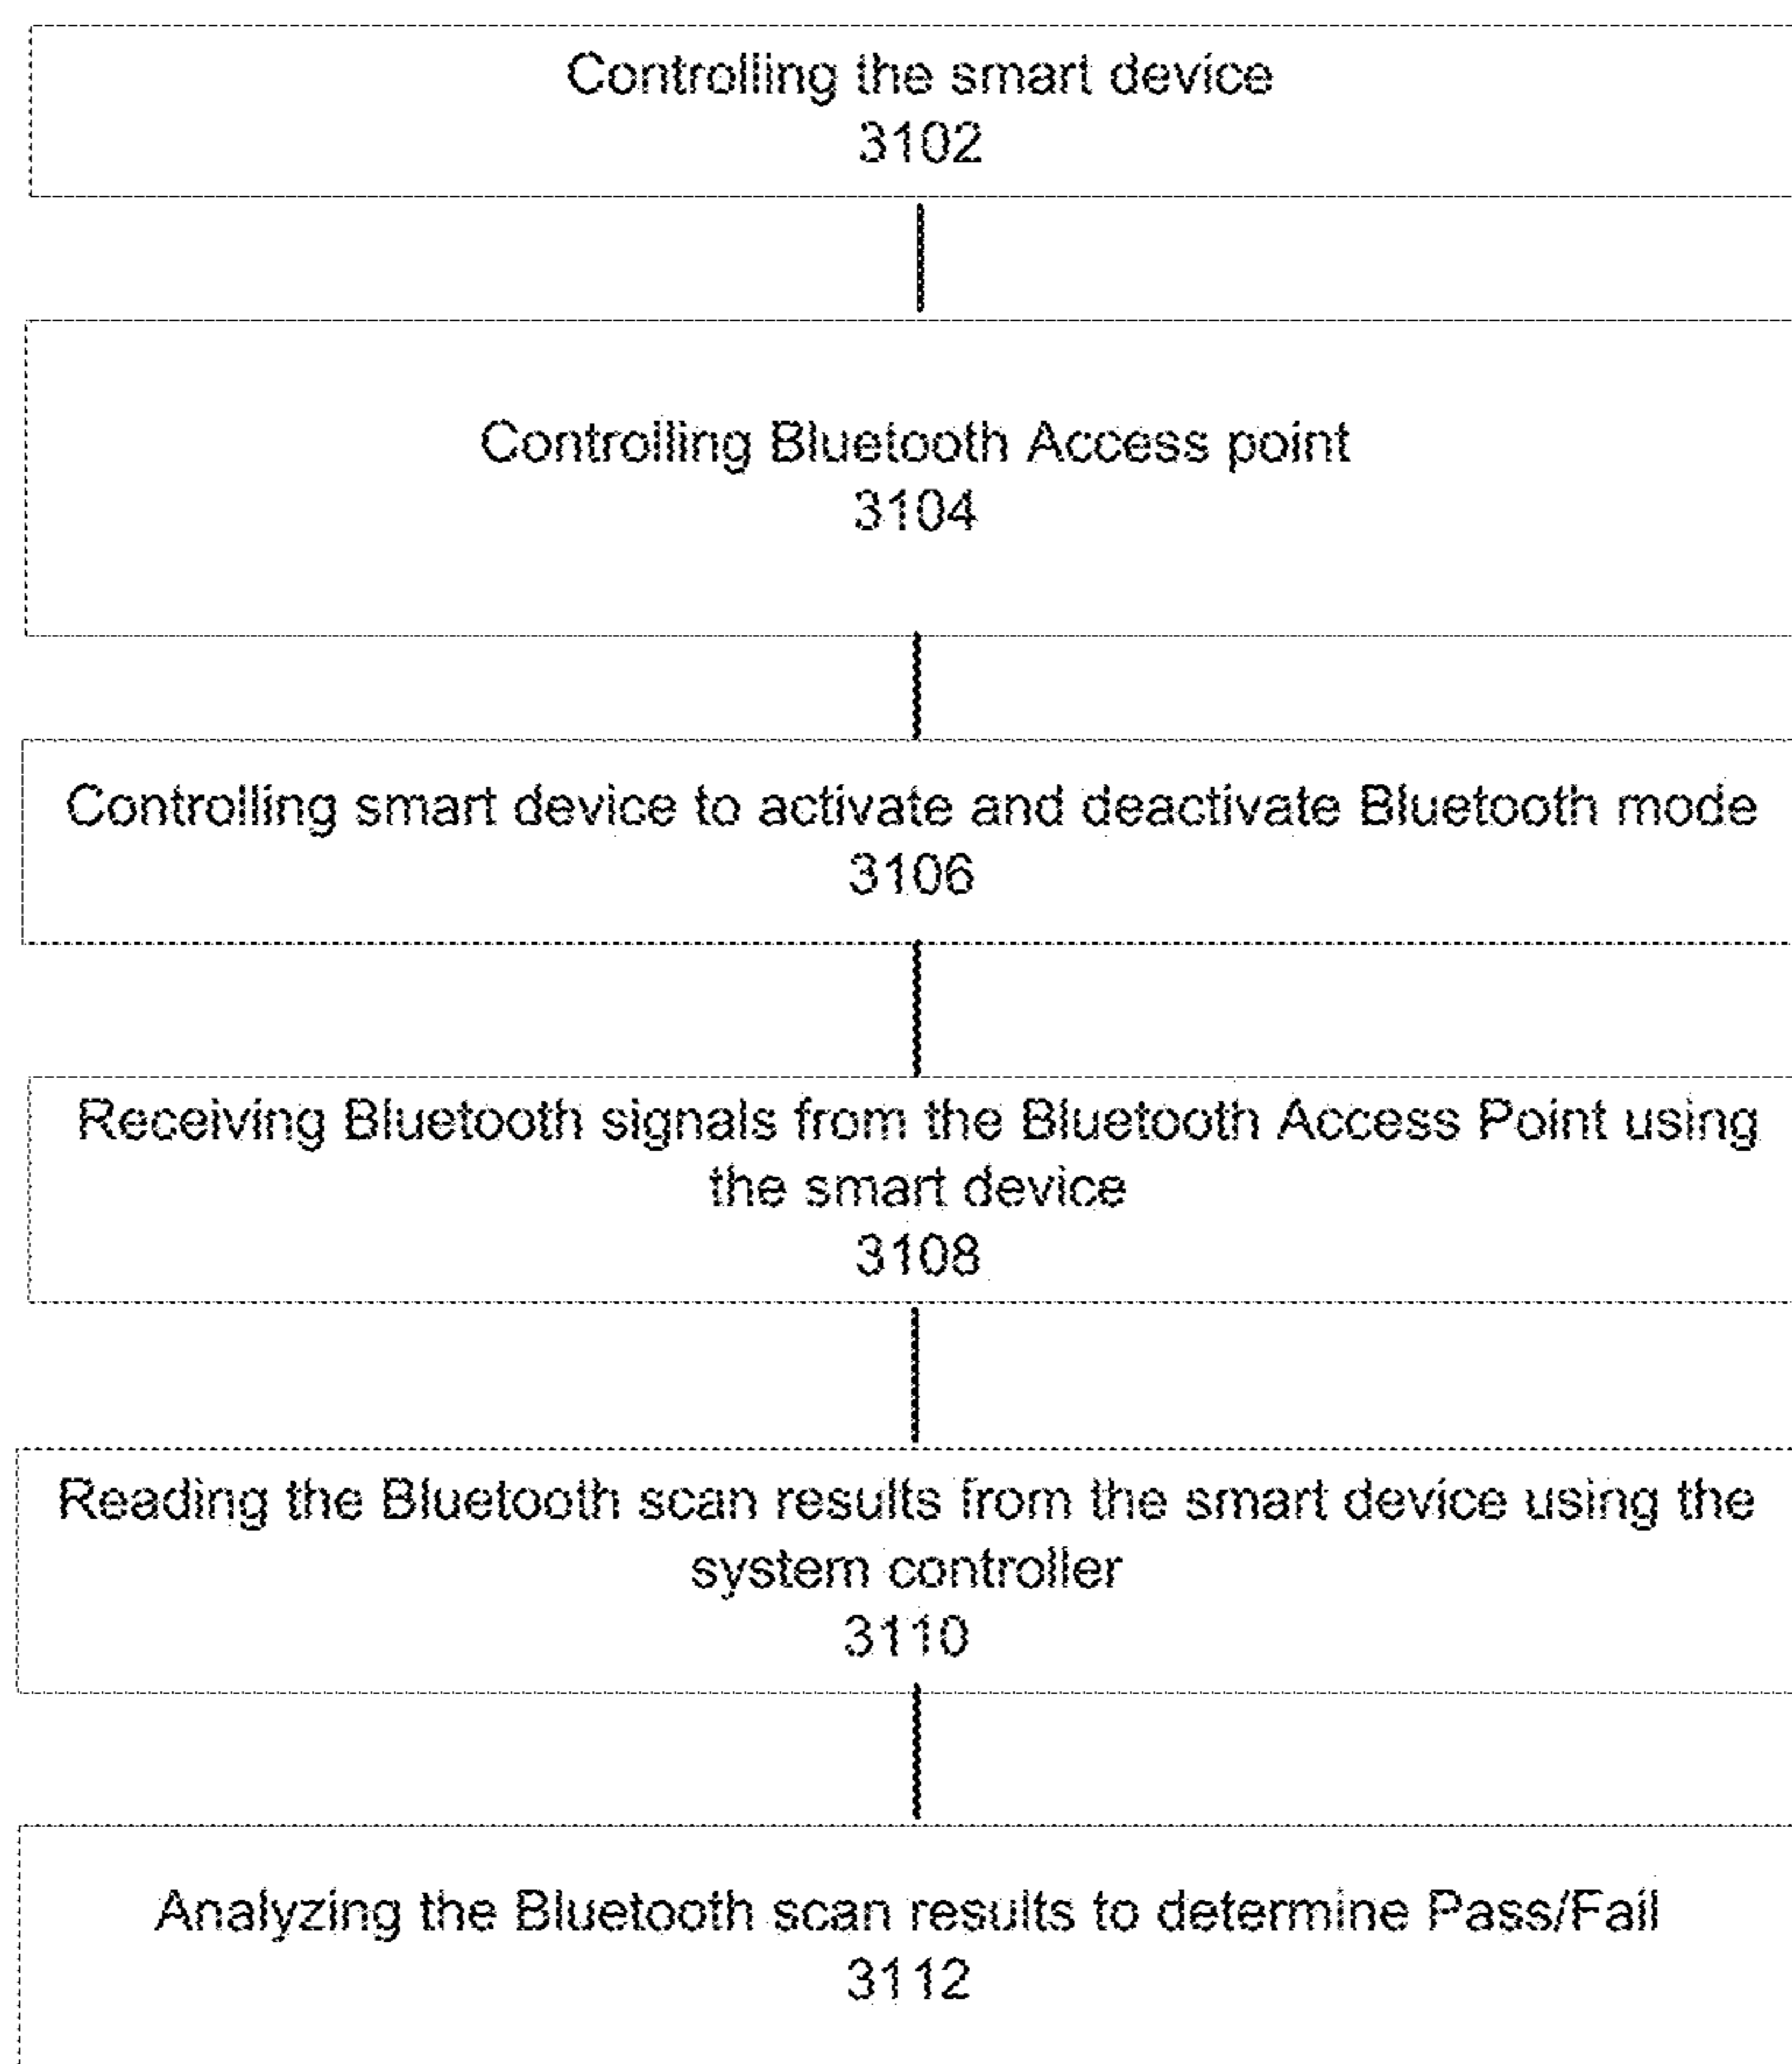 Controlling the smart device
3102
Controlling Bluetooth Access point
3104
Controlling smart device to activate and deactivate Bluetooth mode
3106
Receiving Bluetooth signals from the Bluetooth Access Point using
the smart device
3108
Reading the Bluetooth scan results from the smart device using the
system controller
3110
Analyzing the Bluetooth scan results to determine Pass/Fail
3112